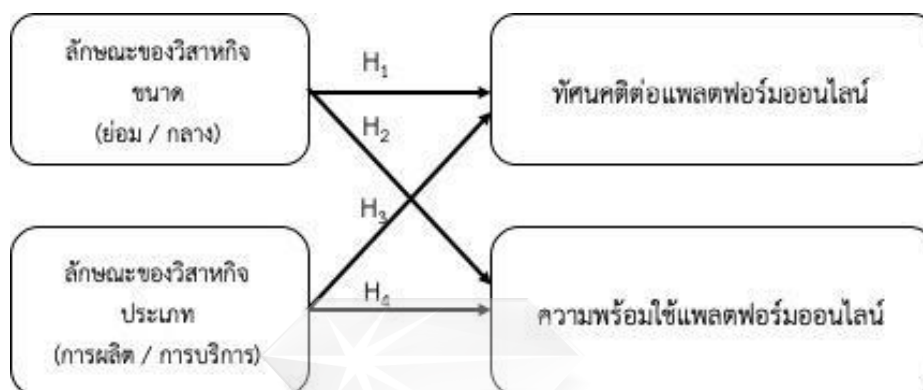 ลักษณะของวิสาหกิจ
ขนาด
(ย่อม / กลาง)
H₁
H₂
ทัศนคติต่อแพลตฟอร์มออนไลน์
H₃
H₄
ลักษณะของวิสาหกิจ
ประเภท
(การผลิต / การบริการ)
ความพร้อมใช้แพลตฟอร์มออนไลน์